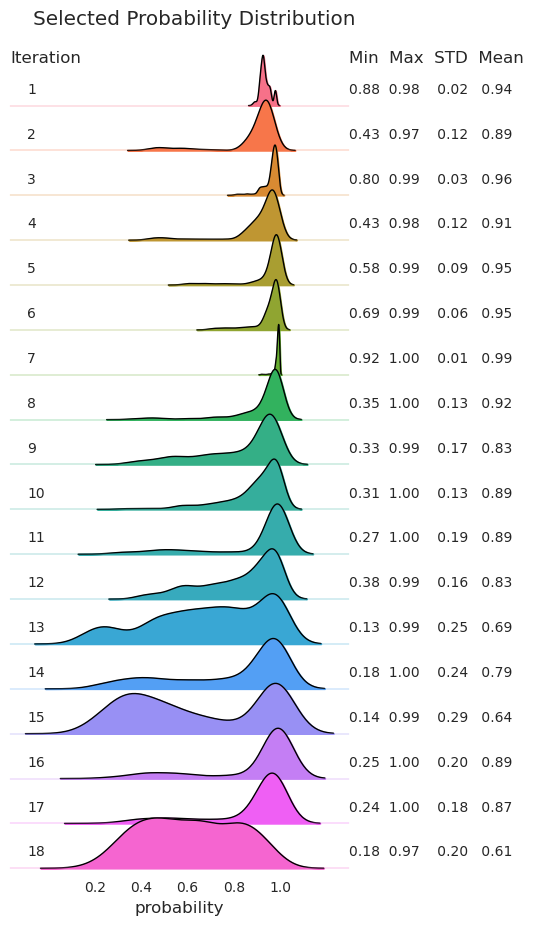 Selected Probability Distribution
Iteration Min Max STD Mean
1 0.88 0.98 0.02 0.94
2 0.43 0.97 0.12 0.89
3 0.80 0.99 0.03 0.96
4 0.43 0.98 0.12 0.91
5 0.58 0.99 0.09 0.95
6 0.69 0.99 0.06 0.95
7 0.92 1.00 0.01 0.99
8 0.35 1.00 0.13 0.92
9 0.33 0.99 0.17 0.83
10 0.31 1.00 0.13 0.89
11 0.27 1.00 0.19 0.89
12 0.38 0.99 0.16 0.83
13 0.13 0.99 0.25 0.69
14 0.18 1.00 0.24 0.79
15 0.14 0.99 0.29 0.64
16 0.25 1.00 0.20 0.89
17 0.24 1.00 0.18 0.87
18 0.18 0.97 0.20 0.61
0.2 0.4 0.6 0.8 1.0
probability